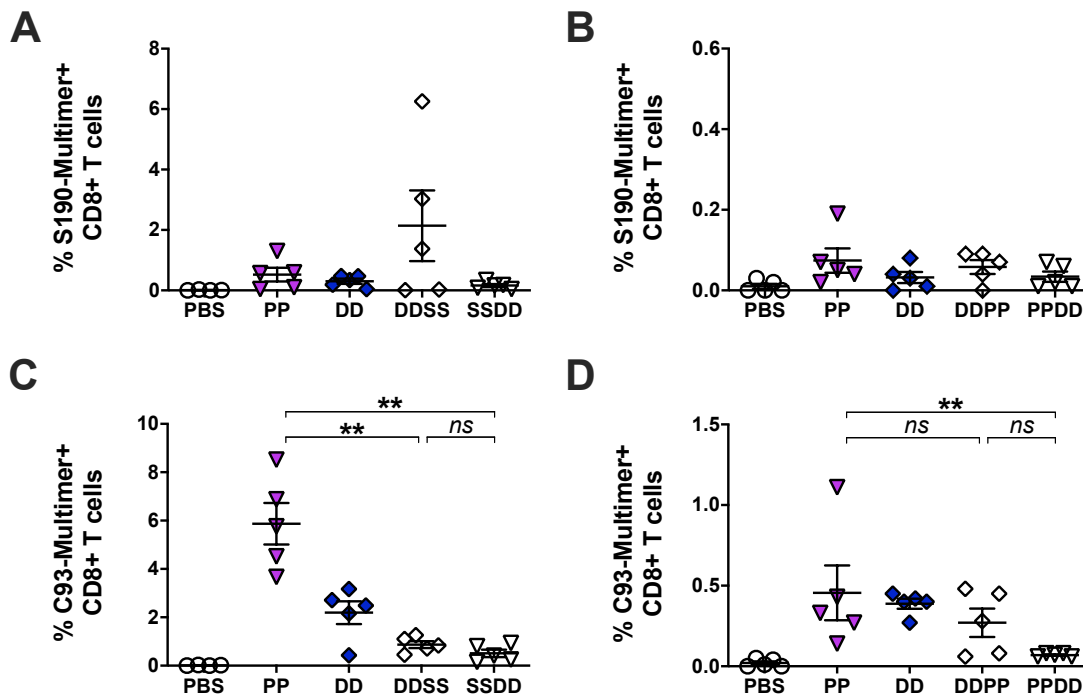 A
% S190-Multimer+
CD8+ T cells
8
6
4
2
0
PBS PP DD DDSS SSDD
B
% S190-Multimer+
CD8+ T cells
0.6
0.4
0.2
0.0
PBS PP DD DDPP PPDD
C
% C93-Multimer+
CD8+ T cells
10
8
6
4
2
0
**
** ns
PBS PP DD DDSS SSDD
D
% C93-Multimer+
CD8+ T cells
1.5
1.0
0.5
0.0
**
ns ns
PBS PP DD DDPP PPDD